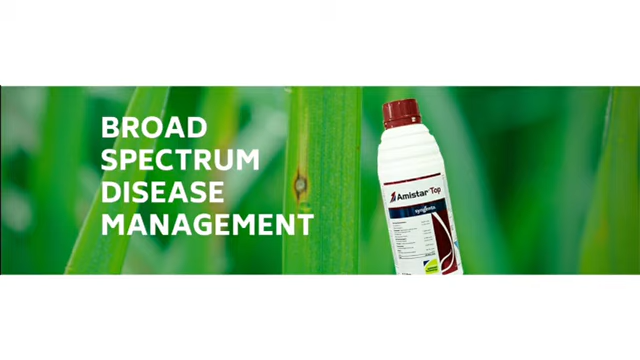 BROAD
SPECTRUM
DISEASE
MANAGEMENT
Amistar Top
syngenta